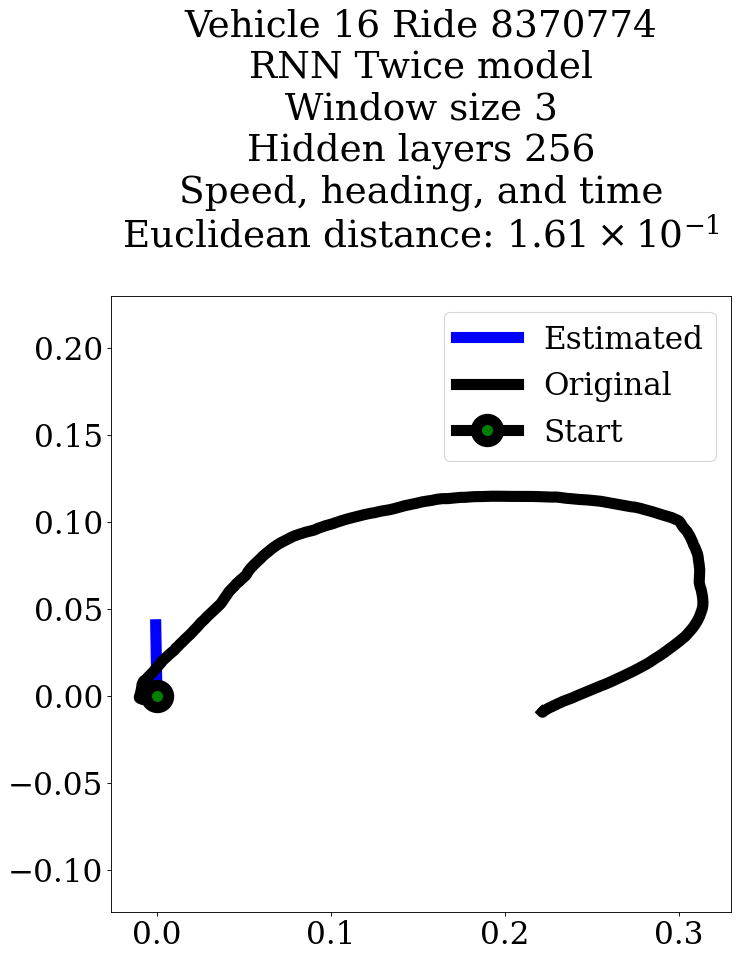 Vehicle 16 Ride 8370774
RNN Twice model
Window size 3
Hidden layers 256
Speed, heading, and time
Euclidean distance: 1.61 × 10⁻¹
Estimated
Original
Start
0.20
0.15
0.10
0.05
0.00
−0.05
−0.10
0.0 0.1 0.2 0.3